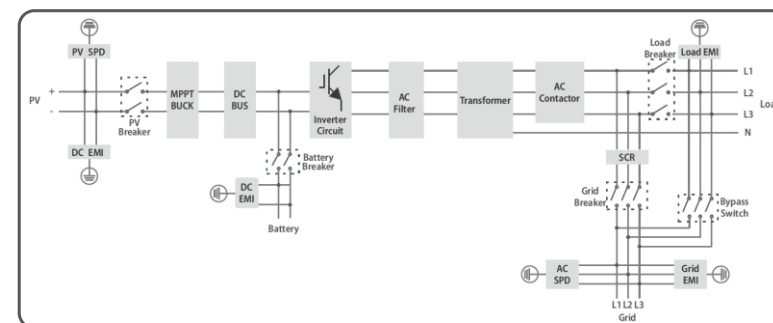 PV SPD
Load
Breaker
Load EMI
PV
+
-
PV
Breaker
MPPT
BUCK
DC
BUS
Inverter
Circuit
AC
Filter
Transformer
AC
Contactor
L1
L2
L3
N
DC EMI
Battery
Breaker
SCR
DC
EMI
Grid
Breaker
Bypass
Switch
Battery
AC
SPD
Grid
EMI
L1 L2 L3
Grid